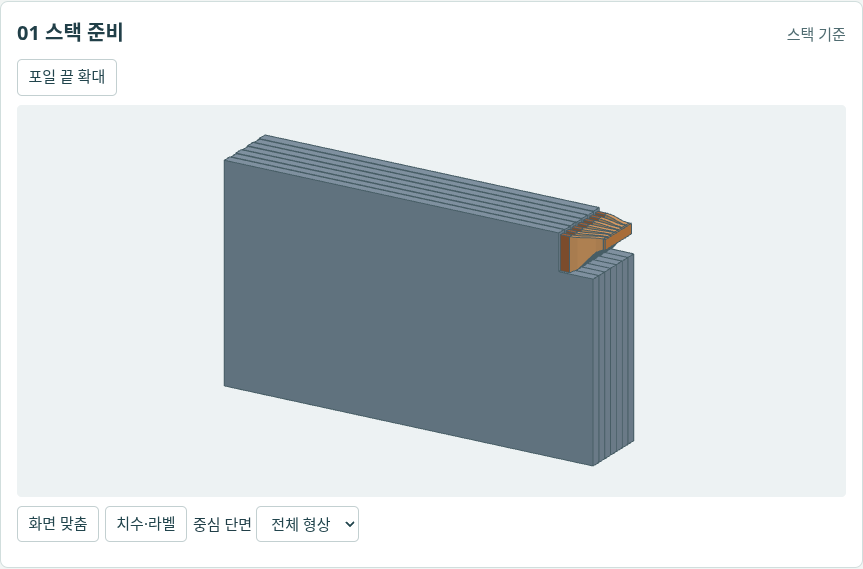 01 스택 준비
스택 기준
포일 끝 확대
화면 맞춤
치수·라벨
중심 단면
전체 형상